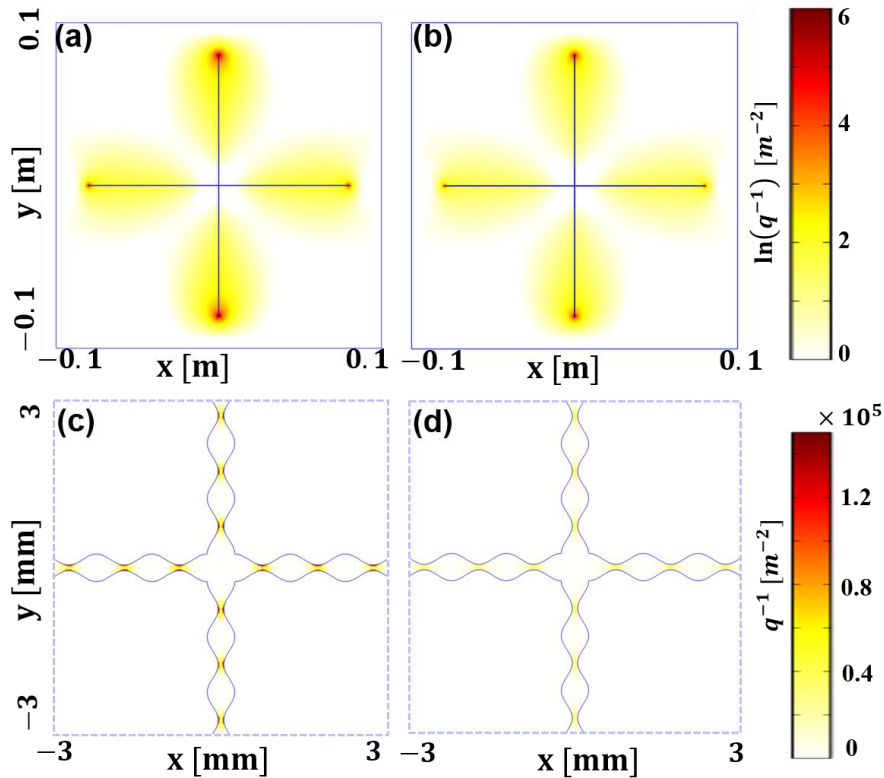 (a)
(b)
0.1
y [m]
−0.1
−0.1
x [m]
0.1
−0.1
x [m]
0.1
6
4
2
0
ln(q⁻¹) [m⁻²]
(c)
(d)
3
y [mm]
−3
−3
x [mm]
3
−3
x [mm]
3
× 10⁵
1.2
0.8
0.4
0
q⁻¹ [m⁻²]